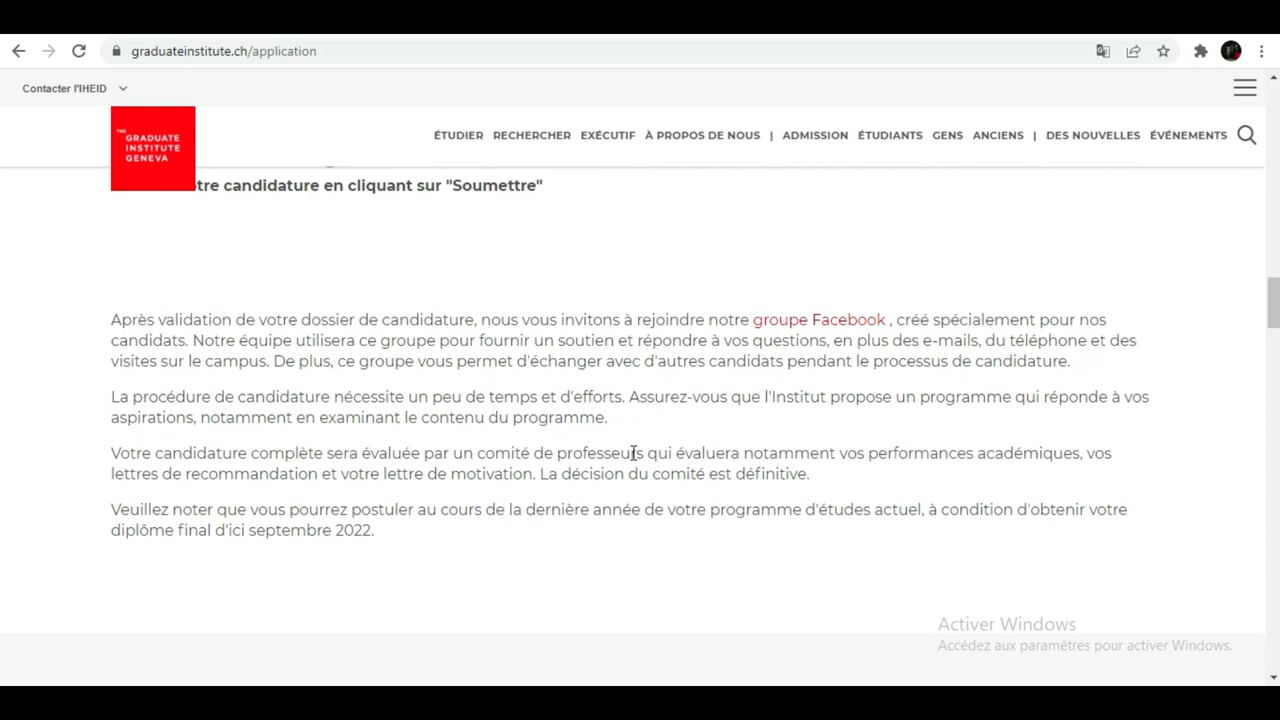 graduateinstitute.ch/application
Contacter l'IHEID
THE
GRADUATE
INSTITUTE
GENEVA
ÉTUDIER RECHERCHER EXÉCUTIF À PROPOS DE NOUS | ADMISSION ÉTUDIANTS GENS ANCIENS | DES NOUVELLES ÉVÉNEMENTS
tre candidature en cliquant sur "Soumettre"
Après validation de votre dossier de candidature, nous vous invitons à rejoindre notre groupe Facebook , créé spécialement pour nos
candidats. Notre équipe utilisera ce groupe pour fournir un soutien et répondre à vos questions, en plus des e-mails, du téléphone et des
visites sur le campus. De plus, ce groupe vous permet d'échanger avec d'autres candidats pendant le processus de candidature.
La procédure de candidature nécessite un peu de temps et d'efforts. Assurez-vous que l'Institut propose un programme qui réponde à vos
aspirations, notamment en examinant le contenu du programme.
Votre candidature complète sera évaluée par un comité de professeurs qui évaluera notamment vos performances académiques, vos
lettres de recommandation et votre lettre de motivation. La décision du comité est définitive.
Veuillez noter que vous pourrez postuler au cours de la dernière année de votre programme d'études actuel, à condition d'obtenir votre
diplôme final d'ici septembre 2022.
Activer Windows
Accédez aux paramètres pour activer Windows.